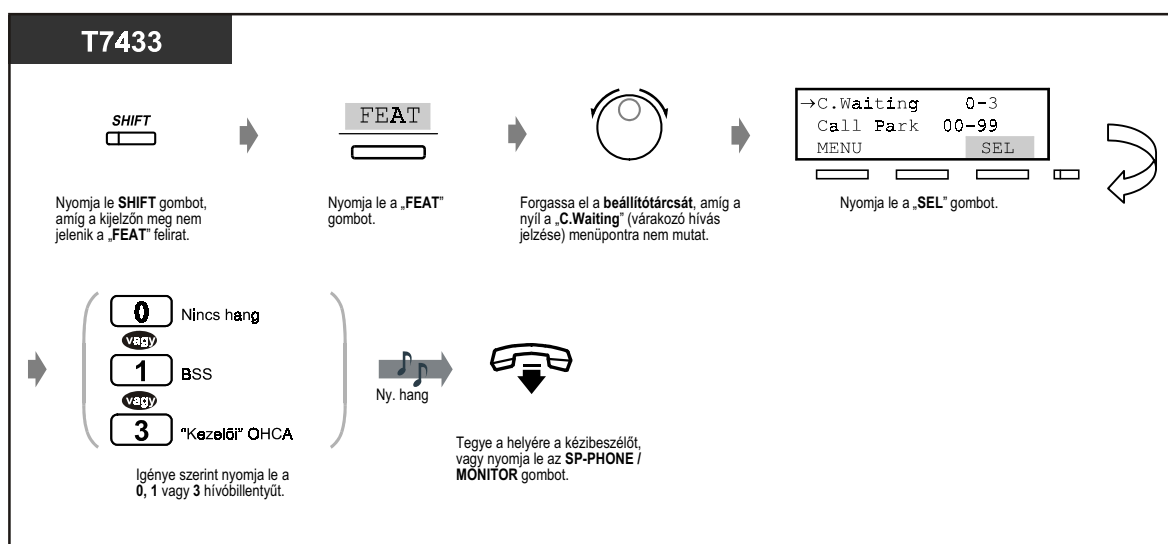 T7433
SHIFT
Nyomja le SHIFT gombot,
amíg a kijelzőn meg nem
jelenik a „FEAT” felirat.
FEAT
Nyomja le a „FEAT”
gombot.
Forgassa el a beállítótárcsát, amíg a
nyíl a „C.Waiting” (várakozó hívás
jelzése) menüpontra nem mutat.
→C.Waiting 0-3
Call Park 00-99
MENU SEL
Nyomja le a „SEL” gombot.
0 Nincs hang
vagy
1 BSS
vagy
3 "Kezelõi" OHCA
Igénye szerint nyomja le a
0, 1 vagy 3 hívóbillentyűt.
Ny. hang
Tegye a helyére a kézibeszélőt,
vagy nyomja le az SP-PHONE /
MONITOR gombot.